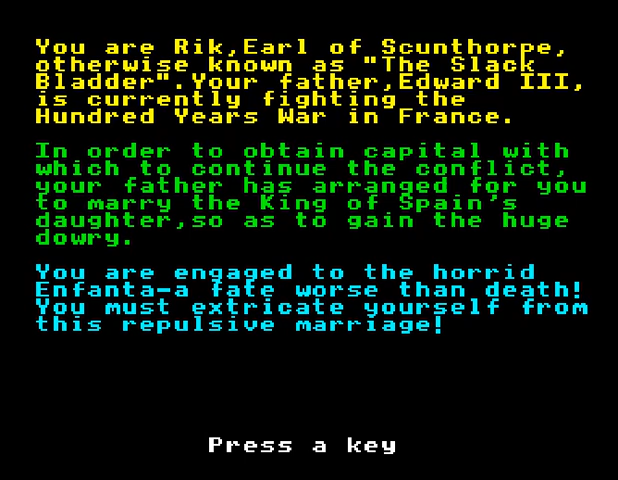 You are Rik,Earl of Scunthorpe,
otherwise known as "The Slack
Bladder".Your father,Edward III,
is currently fighting the
Hundred Years War in France.
In order to obtain capital with
which to continue the conflict,
your father has arranged for you
to marry the King of Spain's
daughter,so as to gain the huge
dowry.
You are engaged to the horrid
Enfanta-a fate worse than death!
You must extricate yourself from
this repulsive marriage!
Press a key